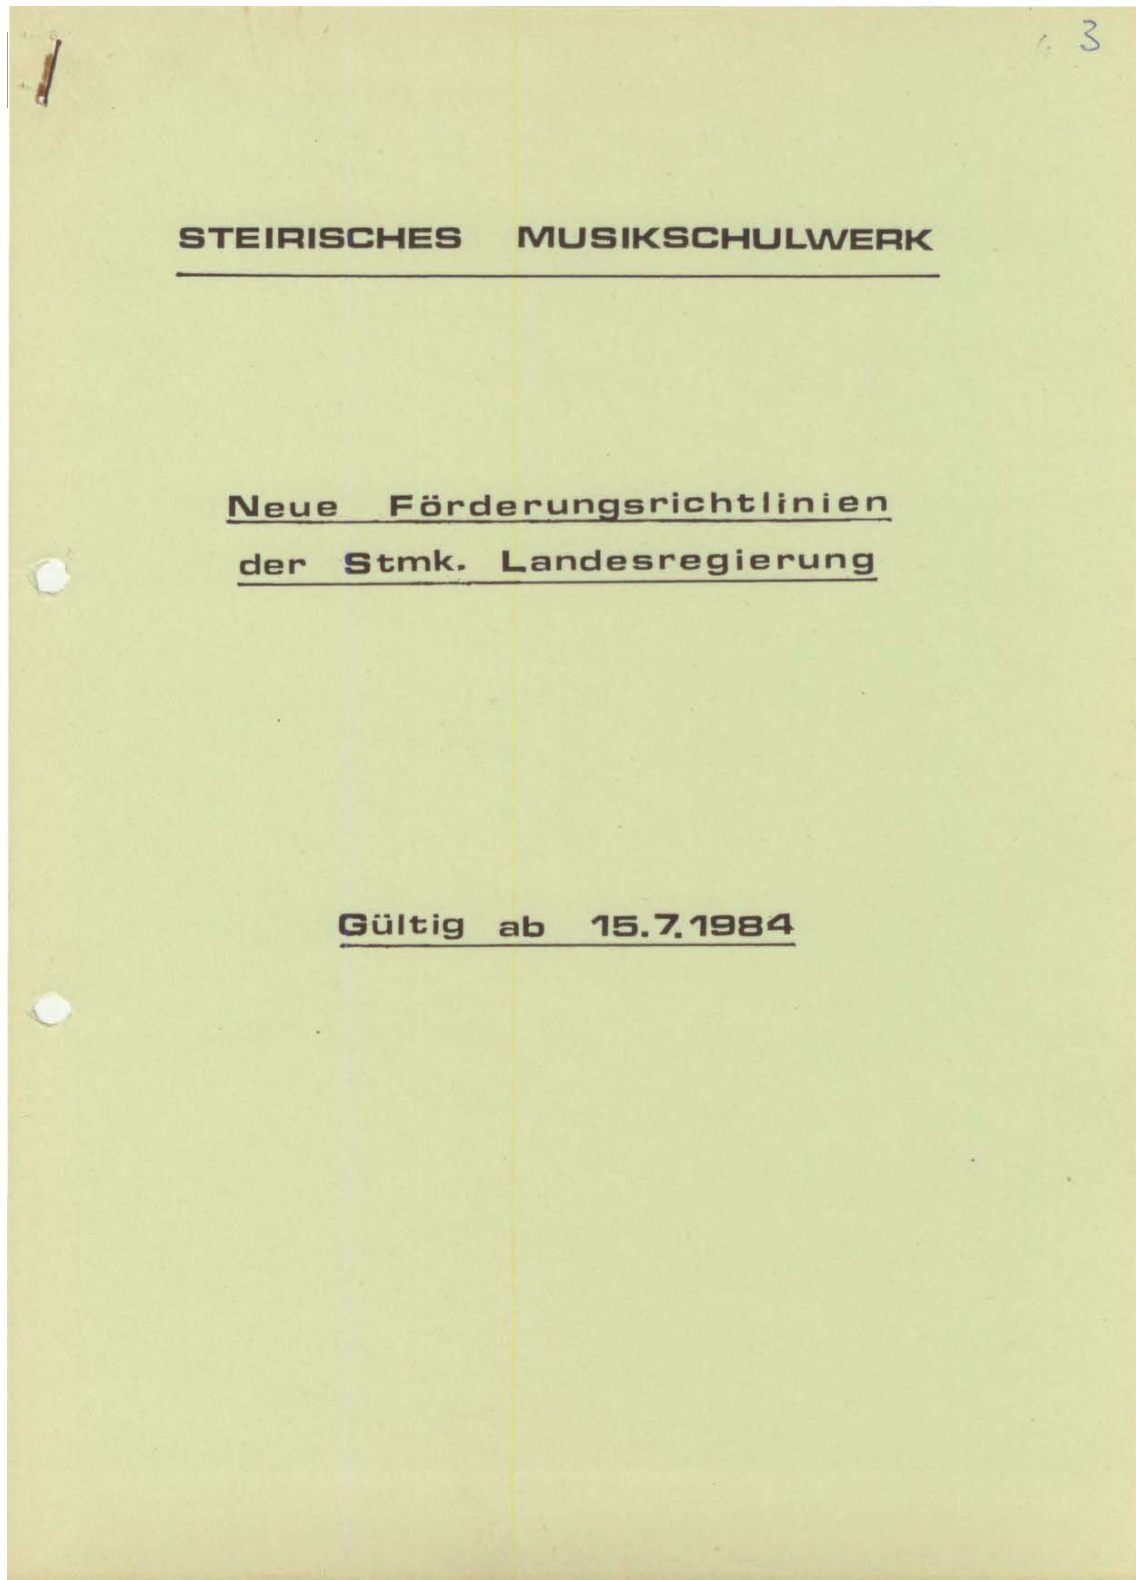 3
STEIRISCHES MUSIKSCHULWERK
Neue Förderungsrichtlinien
der Stmk. Landesregierung
Gültig ab 15.7.1984